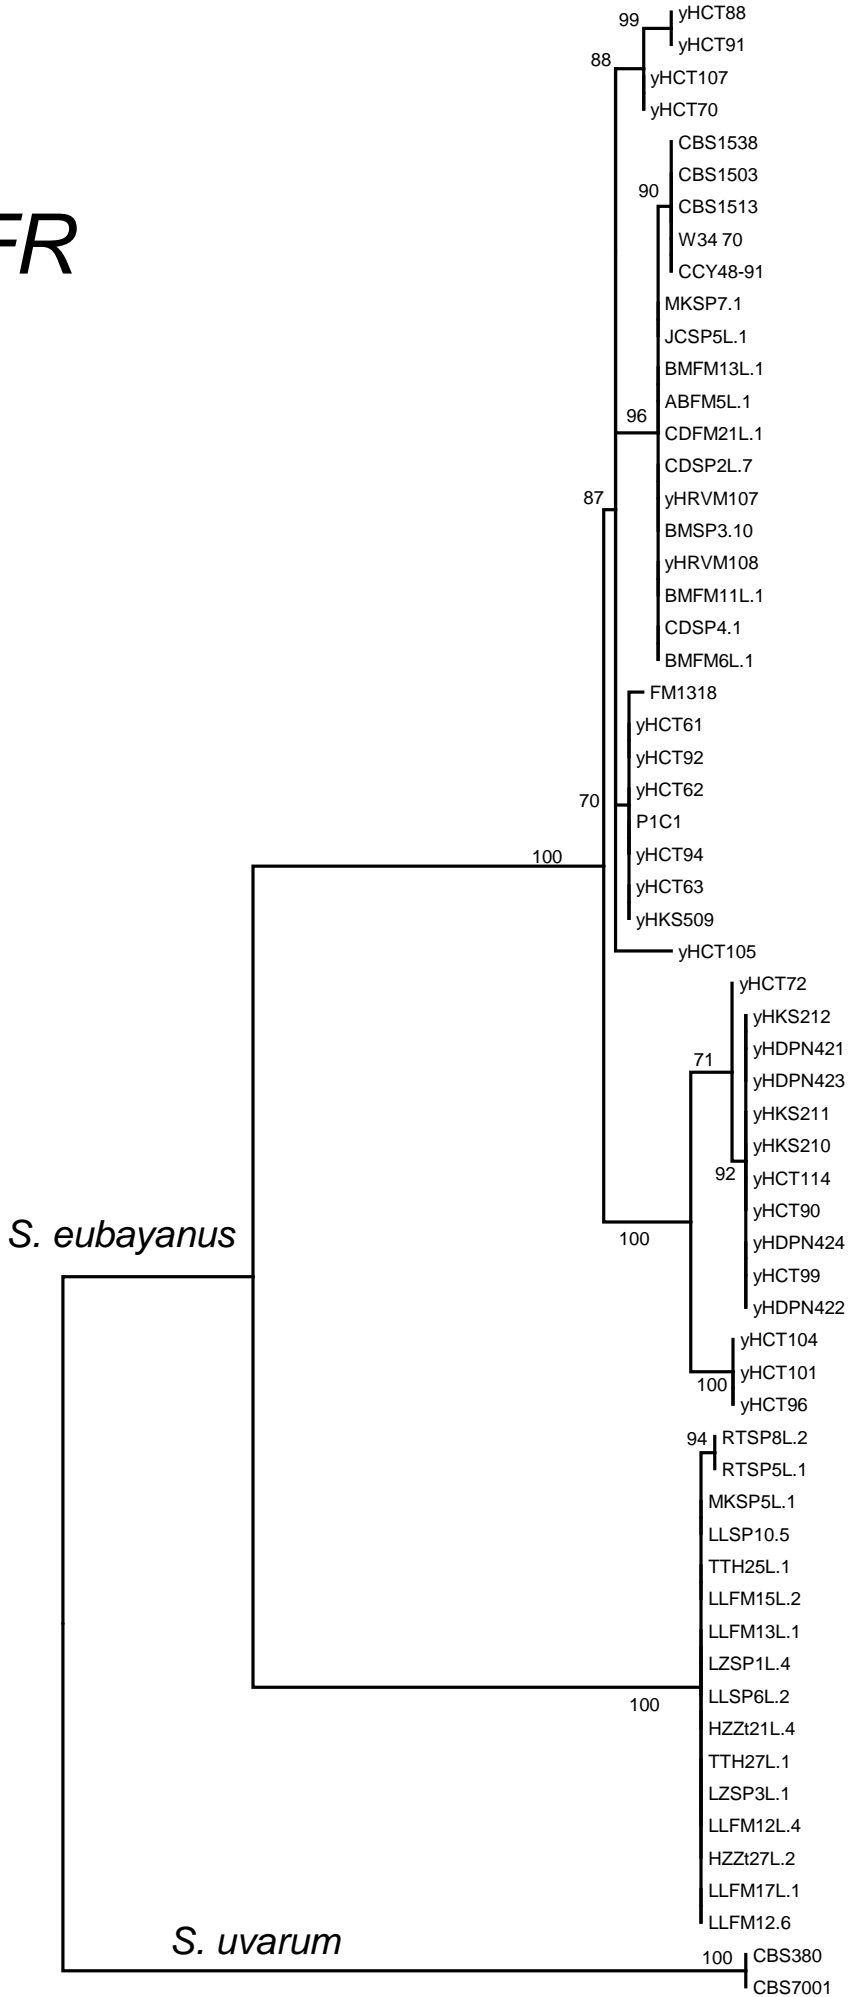 yHCT88
99
yHCT91
88
yHCT107
yHCT70
CBS1538
CBS1503
90
CBS1513
FR
W34 70
CCY48-91
MKSP7.1
JCSP5L.1
BMFM13L.1
ABFM5L.1
96
CDFM21L.1
CDSP2L.7
87
yHRVM107
BMSP3.10
yHRVM108
BMFM11L.1
CDSP4.1
BMFM6L.1
FM1318
yHCT61
yHCT92
yHCT62
70
P1C1
100
yHCT94
yHCT63
yHKS509
yHCT105
yHCT72
yHKS212
yHDPN421
71
yHDPN423
yHKS211
yHKS210
92
yHCT114
yHCT90
S. eubayanus
100
yHDPN424
yHCT99
yHDPN422
yHCT104
yHCT101
100
yHCT96
94
RTSP8L.2
RTSP5L.1
MKSP5L.1
LLSP10.5
TTH25L.1
LLFM15L.2
LLFM13L.1
LZSP1L.4
LLSP6L.2
100
HZZt21L.4
TTH27L.1
LZSP3L.1
LLFM12L.4
HZZt27L.2
LLFM17L.1
LLFM12.6
S. uvarum
100
CBS380
CBS7001